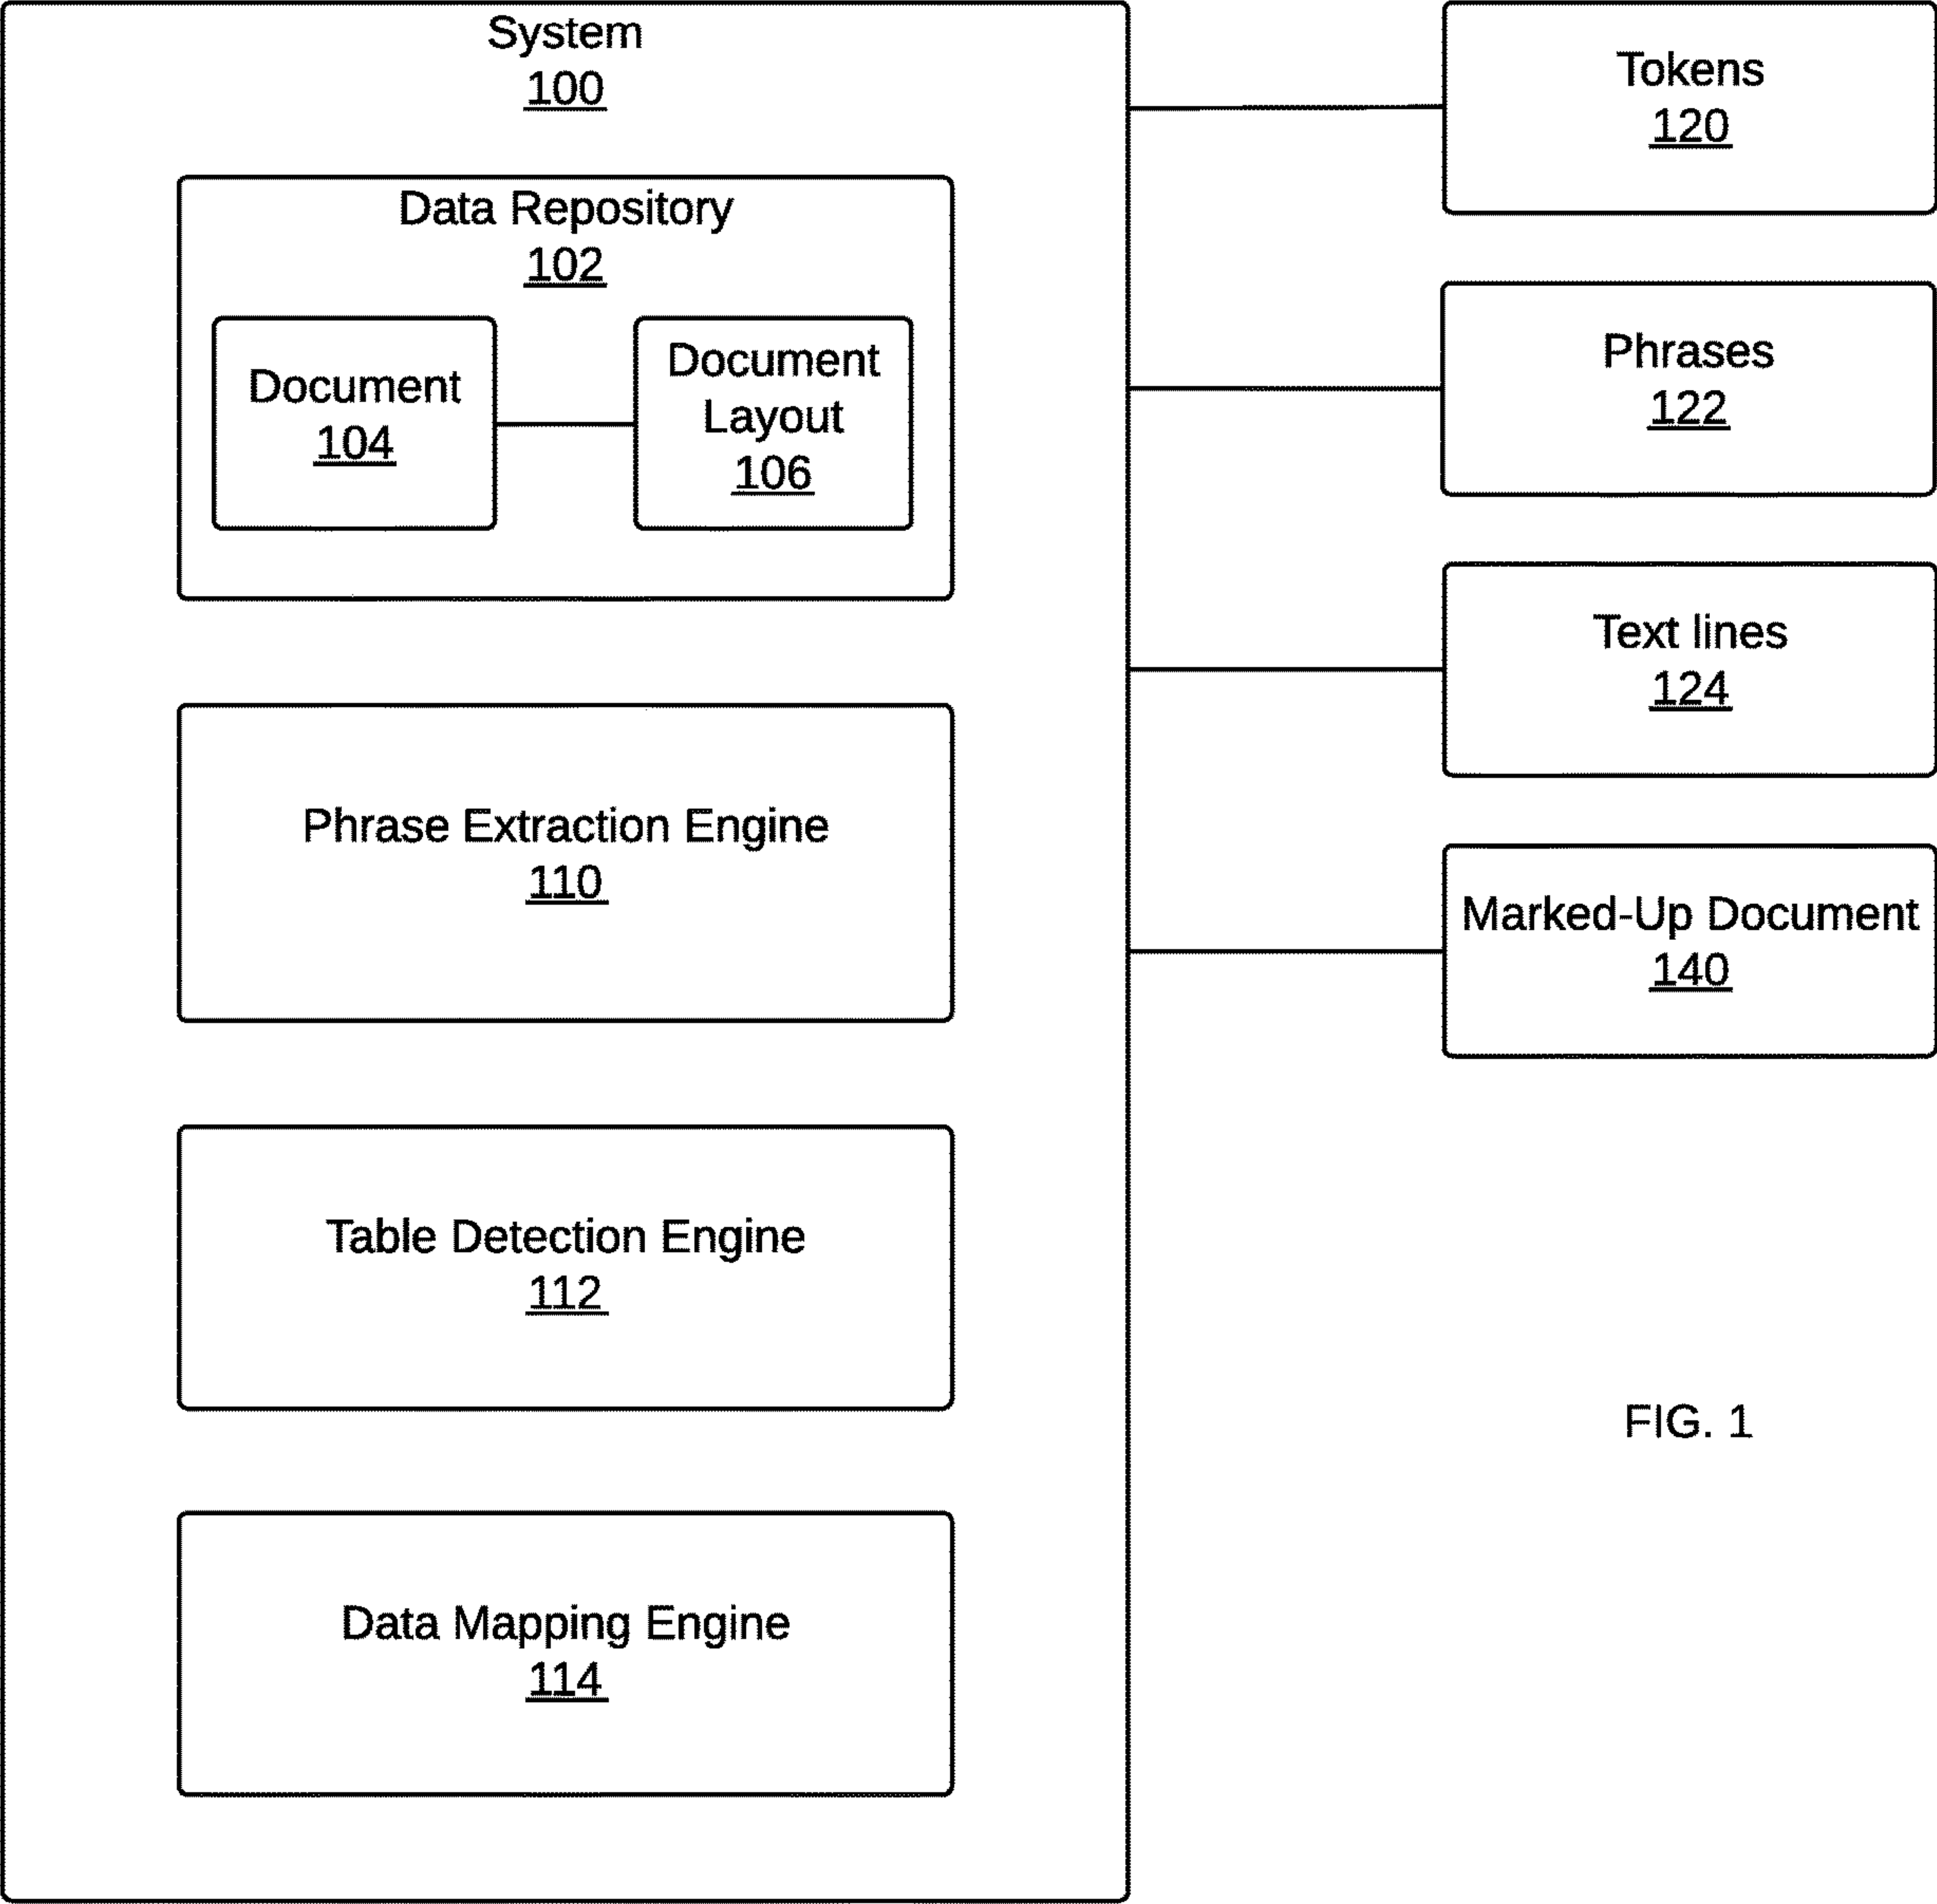 System
100
Data Repository
102
Document
104
Document
Layout
106
Phrase Extraction Engine
110
Table Detection Engine
112
Data Mapping Engine
114
Tokens
120
Phrases
122
Text lines
124
Marked-Up Document
140
FIG. 1